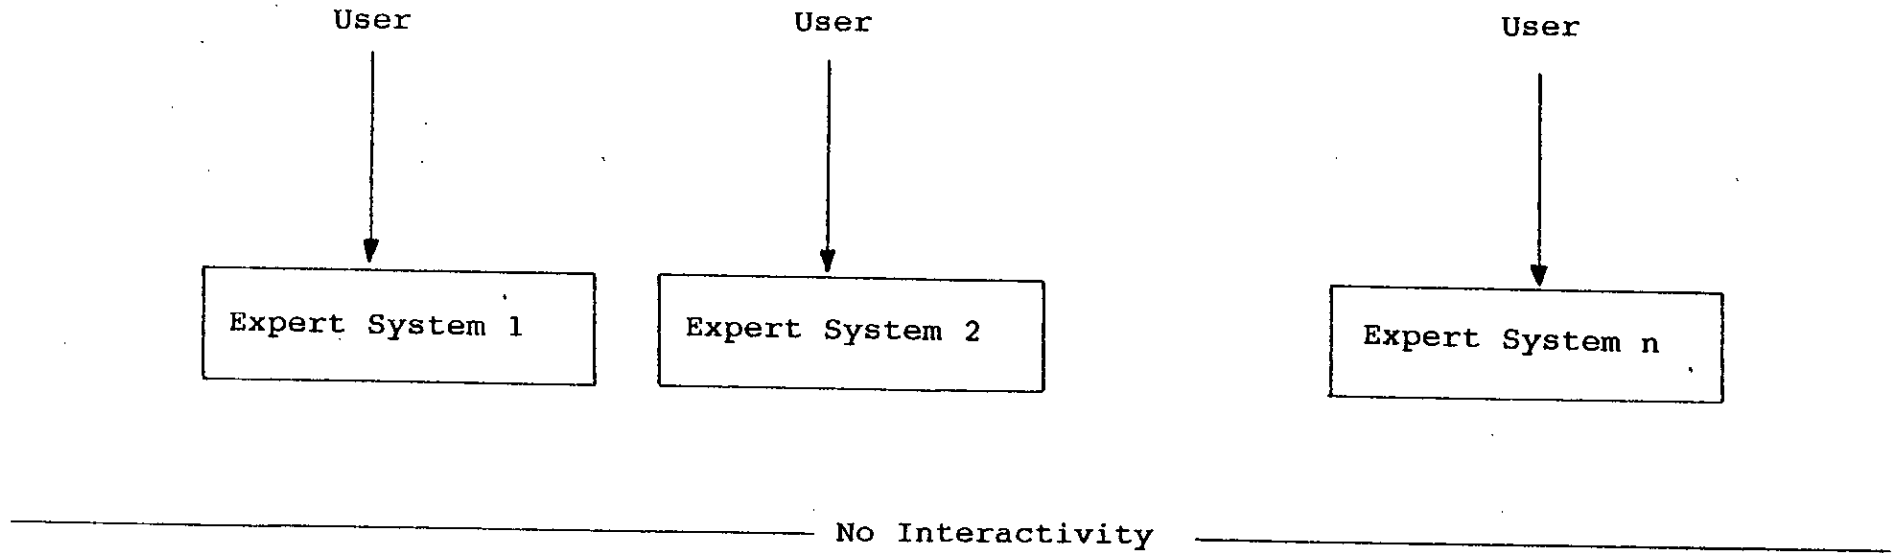 User User User
Expert System 1 Expert System 2 Expert System n
No Interactivity